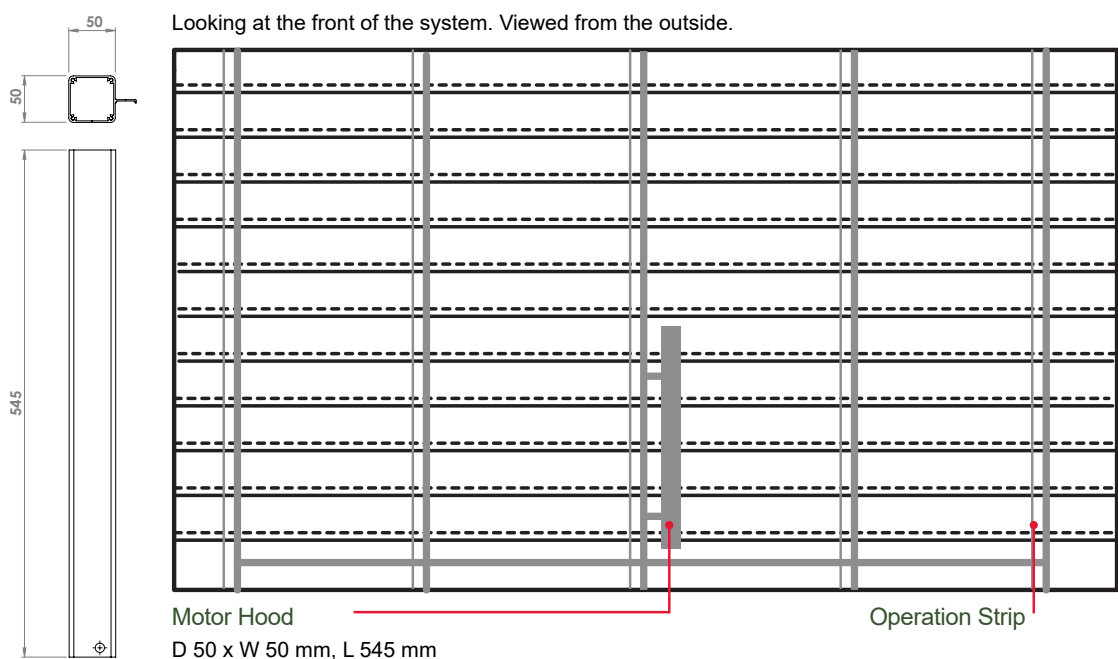 50
Looking at the front of the system. Viewed from the outside.
50
545
Motor Hood
Operation Strip
D 50 x W 50 mm, L 545 mm